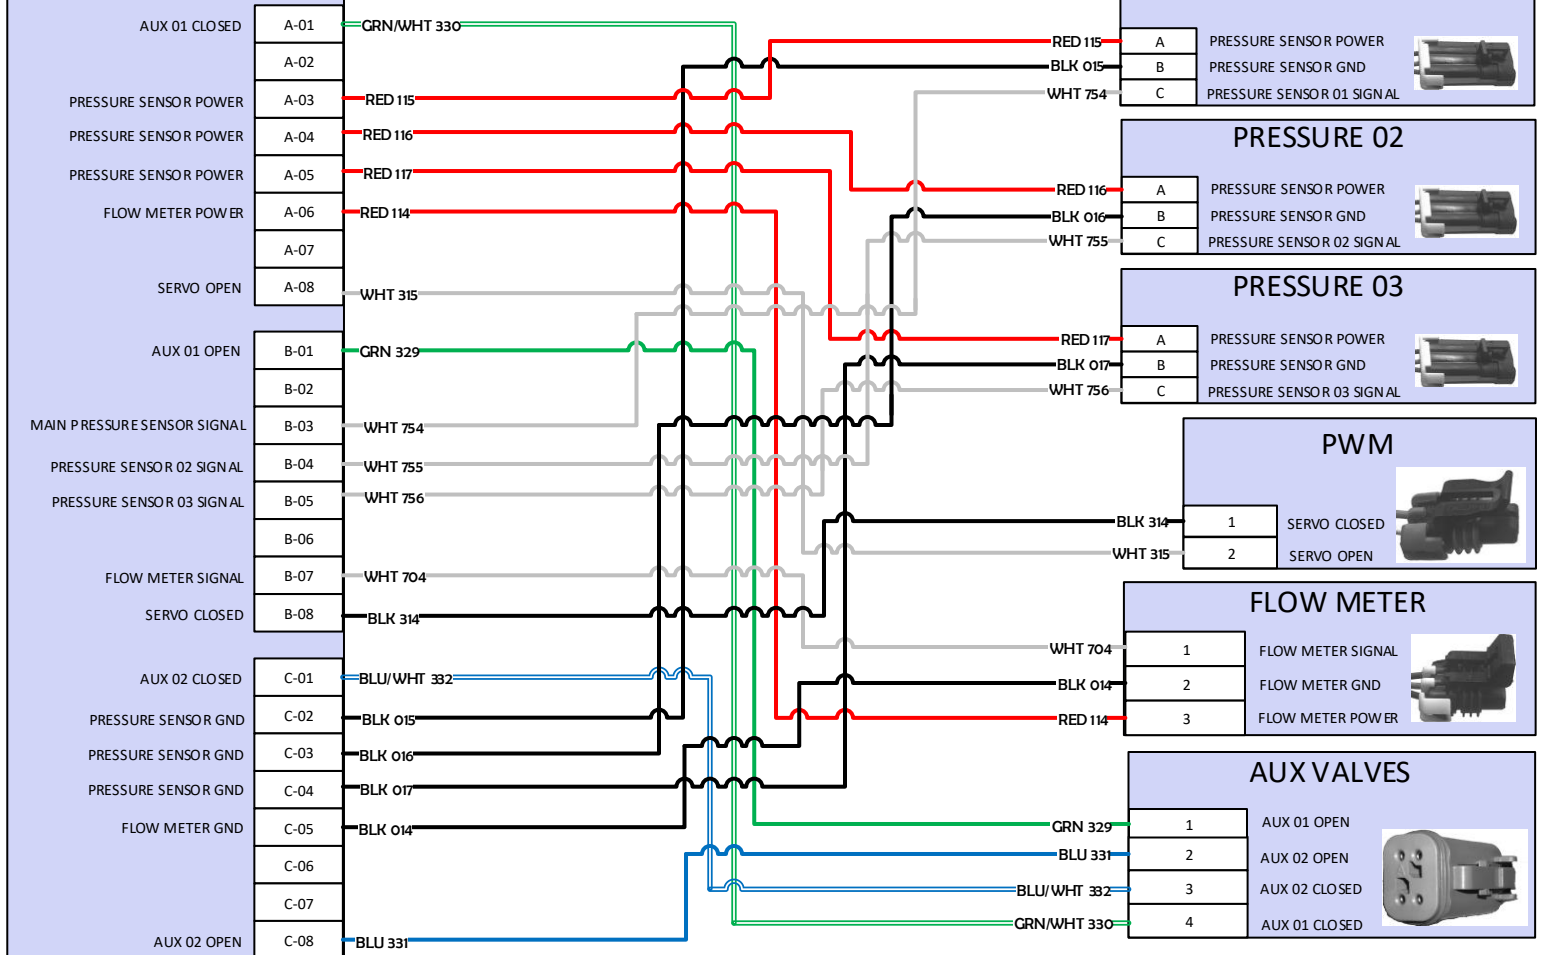 AUX 01 CLOSED A-01 GRN/WHT 330
A-02
PRESSURE SENSOR POWER A-03 RED 115
PRESSURE SENSOR POWER A-04 RED 116
PRESSURE SENSOR POWER A-05 RED 117
FLOW METER POWER A-06 RED 114
A-07
SERVO OPEN A-08 WHT 315
AUX 01 OPEN B-01 GRN 329
B-02
MAIN PRESSURE SENSOR SIGNAL B-03 WHT 754
PRESSURE SENSOR 02 SIGNAL B-04 WHT 755
PRESSURE SENSOR 03 SIGNAL B-05 WHT 756
B-06
FLOW METER SIGNAL B-07 WHT 704
SERVO CLOSED B-08 BLK 314
AUX 02 CLOSED C-01 BLU/WHT 332
PRESSURE SENSOR GND C-02 BLK 015
PRESSURE SENSOR GND C-03 BLK 016
PRESSURE SENSOR GND C-04 BLK 017
FLOW METER GND C-05 BLK 014
C-06
C-07
AUX 02 OPEN C-08 BLU 331
RED 115 A PRESSURE SENSOR POWER
BLK 015 B PRESSURE SENSOR GND
WHT 754 C PRESSURE SENSOR 01 SIGNAL
PRESSURE 02
RED 116 A PRESSURE SENSOR POWER
BLK 016 B PRESSURE SENSOR GND
WHT 755 C PRESSURE SENSOR 02 SIGNAL
PRESSURE 03
RED 117 A PRESSURE SENSOR POWER
BLK 017 B PRESSURE SENSOR GND
WHT 756 C PRESSURE SENSOR 03 SIGNAL
PWM
BLK 314 1 SERVO CLOSED
WHT 315 2 SERVO OPEN
FLOW METER
WHT 704 1 FLOW METER SIGNAL
BLK 014 2 FLOW METER GND
RED 114 3 FLOW METER POWER
AUX VALVES
GRN 329 1 AUX 01 OPEN
BLU 331 2 AUX 02 OPEN
BLU/WHT 332 3 AUX 02 CLOSED
GRN/WHT 330 4 AUX 01 CLOSED